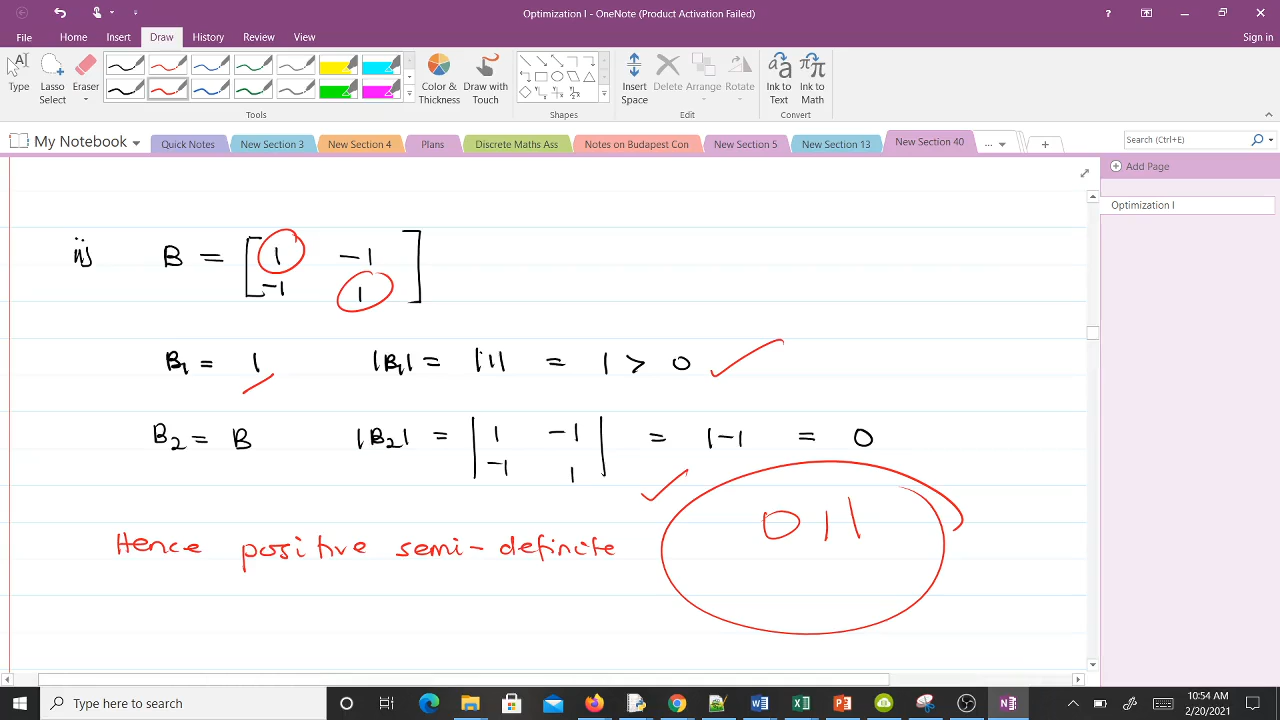 Optimization I - OneNote (Product Activation Failed)
File Home Insert Draw History Review View
Sign in
Type Lasso Select Eraser
Color & Thickness Draw with Touch
Insert Space Delete Arrange Rotate
Ink to Text Ink to Math
Tools Shapes Edit Convert
My Notebook Quick Notes New Section 3 New Section 4 Plans Discrete Maths Ass Notes on Budapest Con New Section 5 New Section 13 New Section 40 ...
Search (Ctrl+E)
Add Page
Optimization I
ii) B = [ 1 -1
-1 1 ]
B₁ = 1 |B₁| = |1| = 1 > 0 ✓
B₂ = B |B₂| = | 1 -1 | = 1-1 = 0
| -1 1 | ✓
0 1 1
Hence positive semi-definite
Type here to search
10:54 AM
2/20/2021